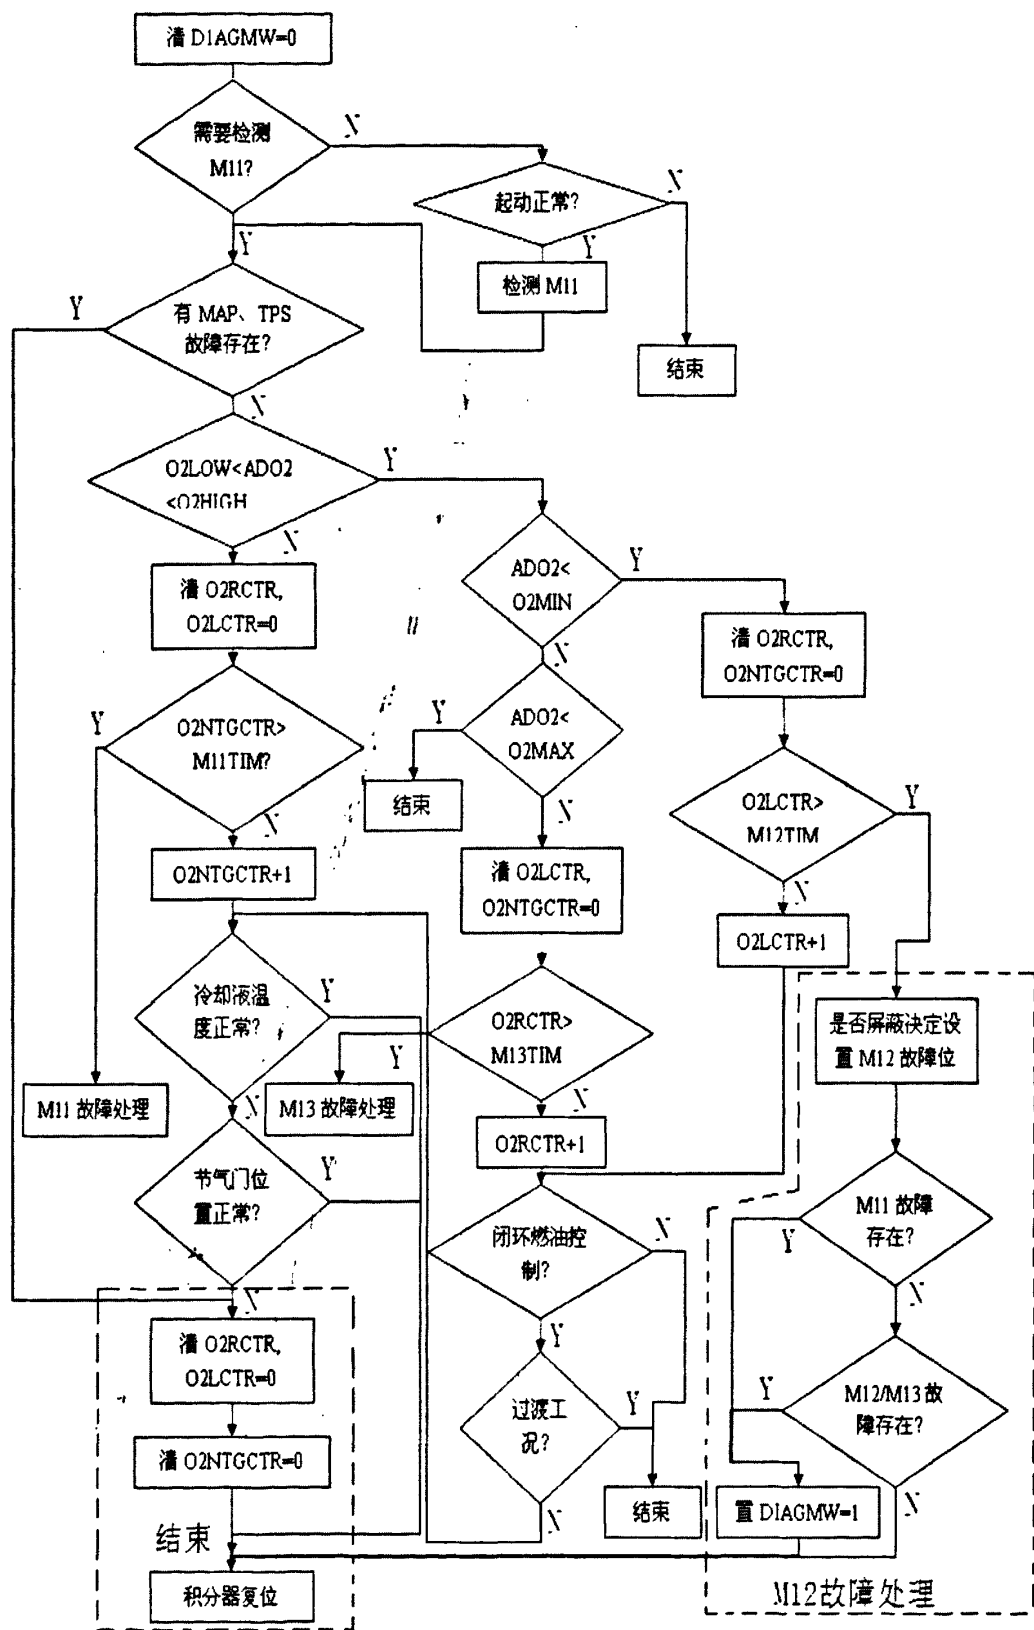 清 D1AGMW=0
需要检测
M11?
N
起动正常?
N
Y
Y
检测 M11
结束
有 MAP、TPS
故障存在?
Y
N
O2LOW<ADO2
<O2HIGH
Y
N
ADO2<
O2MIN
Y
N
清 O2RCTR,
O2LCTR=0
清 O2RCTR,
O2NTGCTR=0
O2NTGCTR>
M11TIM?
Y
N
ADO2<
O2MAX
Y
N
结束
O2LCTR>
M12TIM
Y
N
O2NTGCTR+1
清 O2LCTR,
O2NTGCTR=0
O2LCTR+1
冷却液温
度正常?
Y
N
O2RCTR>
M13TIM
Y
N
是否屏蔽决定设
置 M12 故障位
M11 故障处理
M13 故障处理
O2RCTR+1
节气门位
置正常?
Y
N
闭环燃油控
制?
N
Y
M11 故障
存在?
Y
N
清 O2RCTR,
O2LCTR=0
过渡工
况?
Y
N
M12/M13 故
障存在?
Y
N
清 O2NTGCTR=0
结束
置 DIAGMW=1
结束
积分器复位
M12故障处理